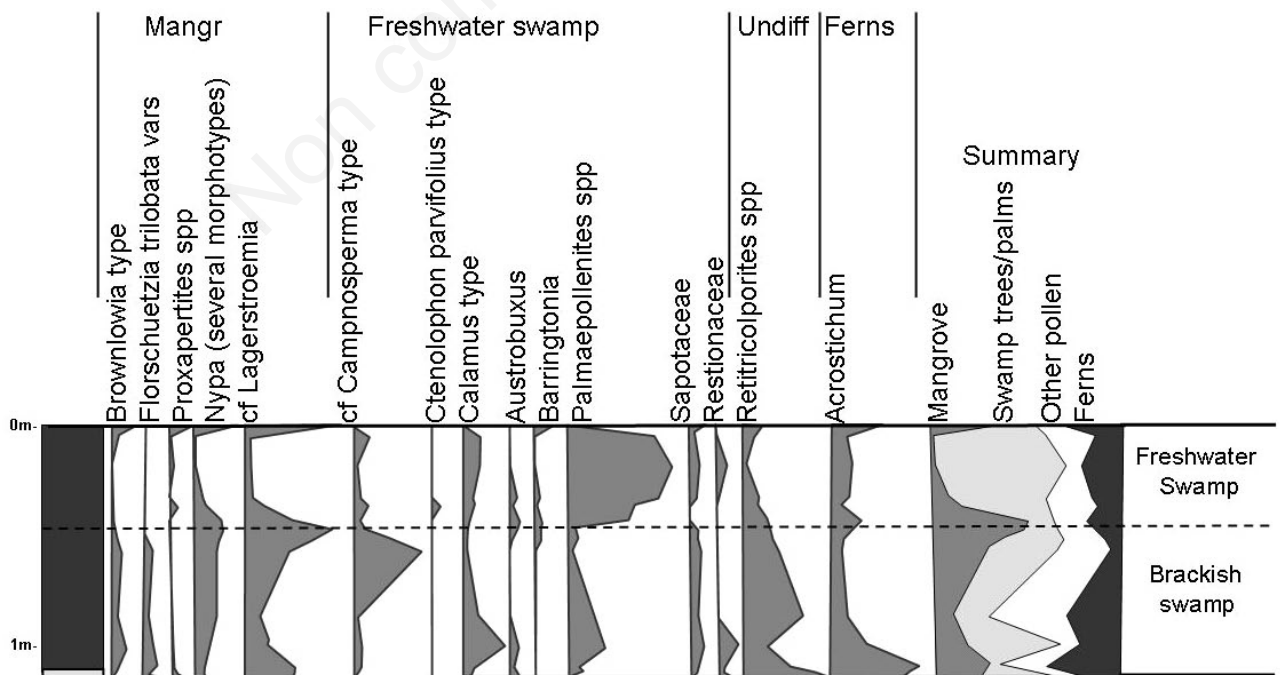 Mangr
Freshwater swamp
Undiff
Ferns
Non con
Summary
Brownlowia type
Florschuetzia trilobata vars
Proxapertites spp
Nypa (several morphotypes)
cf Lagerstroemia
cf Campnosperma type
Ctenolophon parvifolius type
Calamus type
Austrobuxus
Barringtonia
Palmaepollenites spp
Sapotaceae
Restionaceae
Retitricolporites spp
Acrostichum
Mangrove
Swamp trees/palms
Other pollen
Ferns
0m-
Freshwater
Swamp
Brackish
swamp
1m-